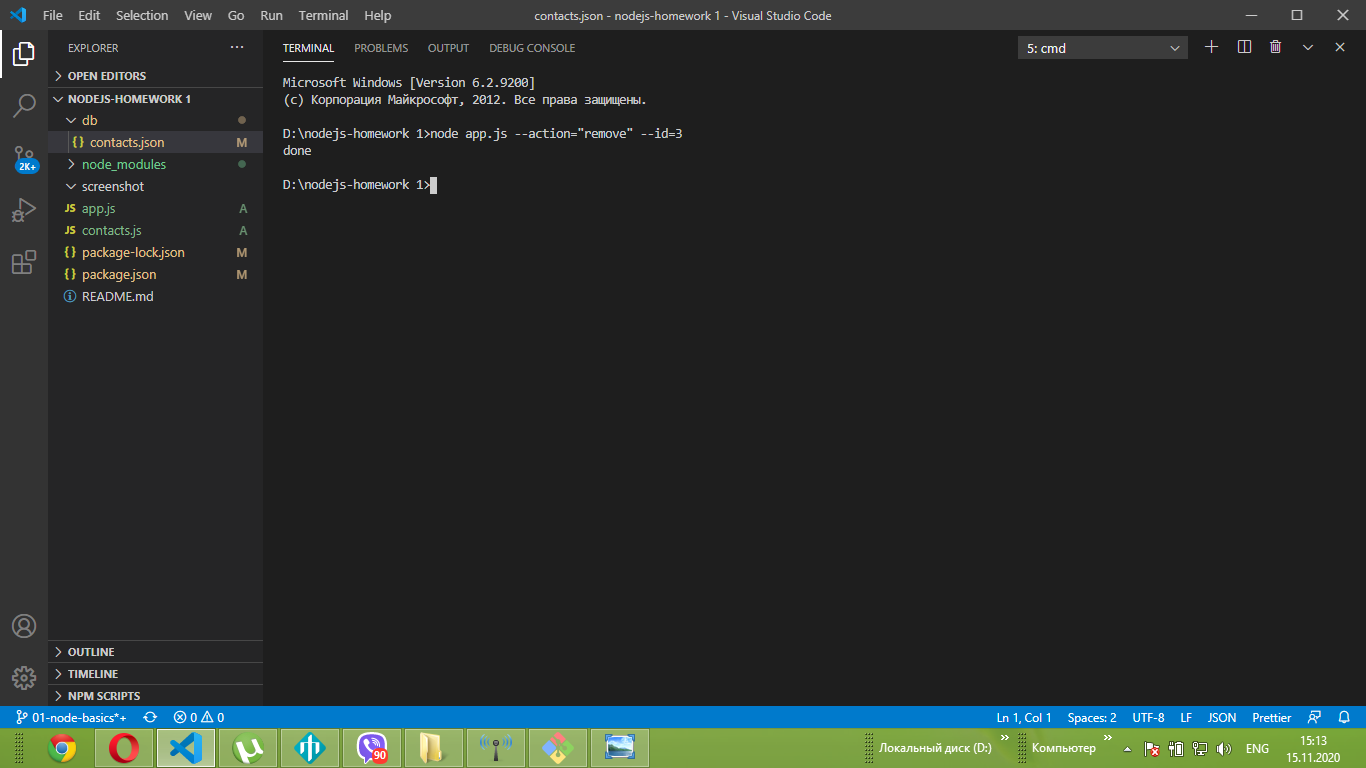 File Edit Selection View Go Run Terminal Help
contacts.json - nodejs-homework 1 - Visual Studio Code
EXPLORER
OPEN EDITORS
NODEJS-HOMEWORK 1
db
{} contacts.json M
node_modules
screenshot
JS app.js A
JS contacts.js A
{} package-lock.json M
{} package.json M
README.md
2K+
OUTLINE
TIMELINE
NPM SCRIPTS
TERMINAL PROBLEMS OUTPUT DEBUG CONSOLE
5: cmd
Microsoft Windows [Version 6.2.9200]
(c) Корпорация Майкрософт, 2012. Все права защищены.
D:\nodejs-homework 1>node app.js --action="remove" --id=3
done
D:\nodejs-homework 1>
01-node-basics*+ 0 0
Ln 1, Col 1 Spaces: 2 UTF-8 LF JSON Prettier
90
Локальный диск (D:) » Компьютер » ENG
15:13
15.11.2020